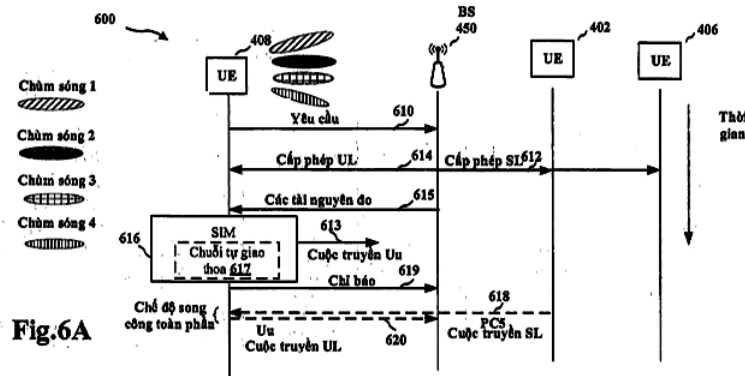 600
BS
408
450
402
406
UE
UE
UE
Chùm sóng 1
Chùm sóng 2
Chùm sóng 3
Chùm sóng 4
Thời
gian
Yêu cầu
610
Cấp phép UL
614
Cấp phép SL
612
Các tài nguyên đo
615
616
SIM
Chuỗi tự giao
thoa 617
613
Cuộc truyền Uu
Chỉ báo
619
Chế độ song
công toàn phần
618
PC5
Cuộc truyền SL
620
Uu
Cuộc truyền UL
Fig.6A